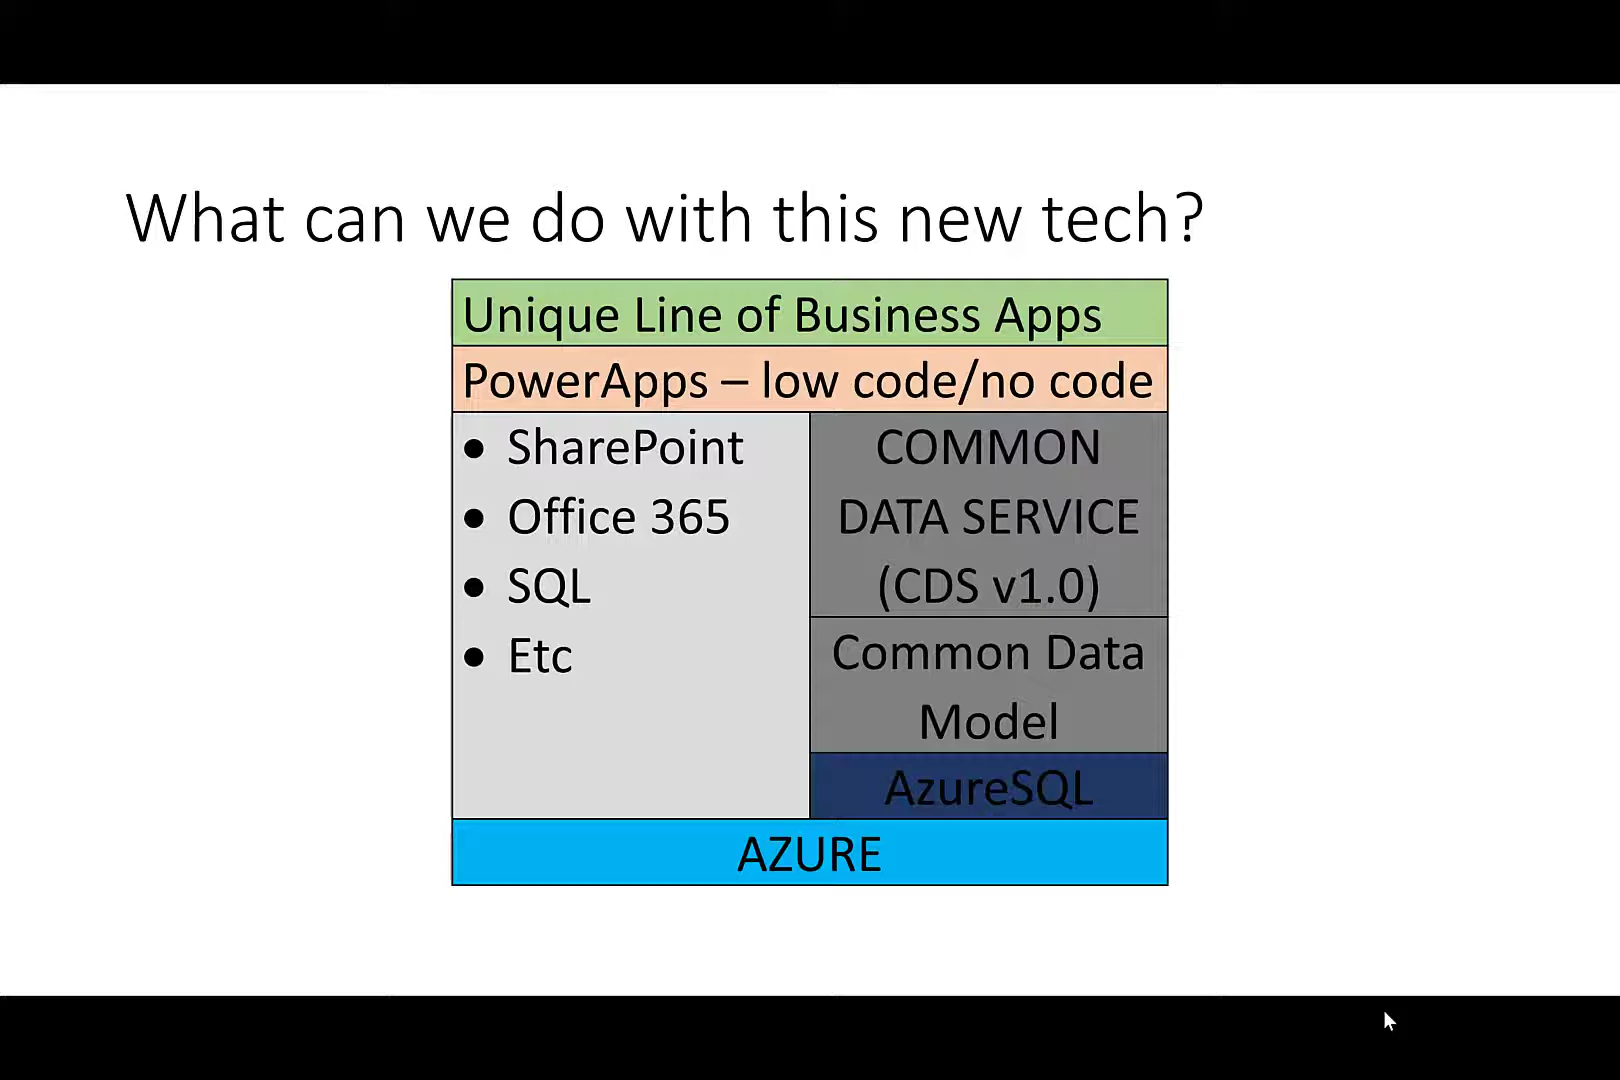 What can we do with this new tech?
Unique Line of Business Apps
PowerApps – low code/no code
• SharePoint
• Office 365
• SQL
• Etc
COMMON
DATA SERVICE
(CDS v1.0)
Common Data
Model
AzureSQL
AZURE